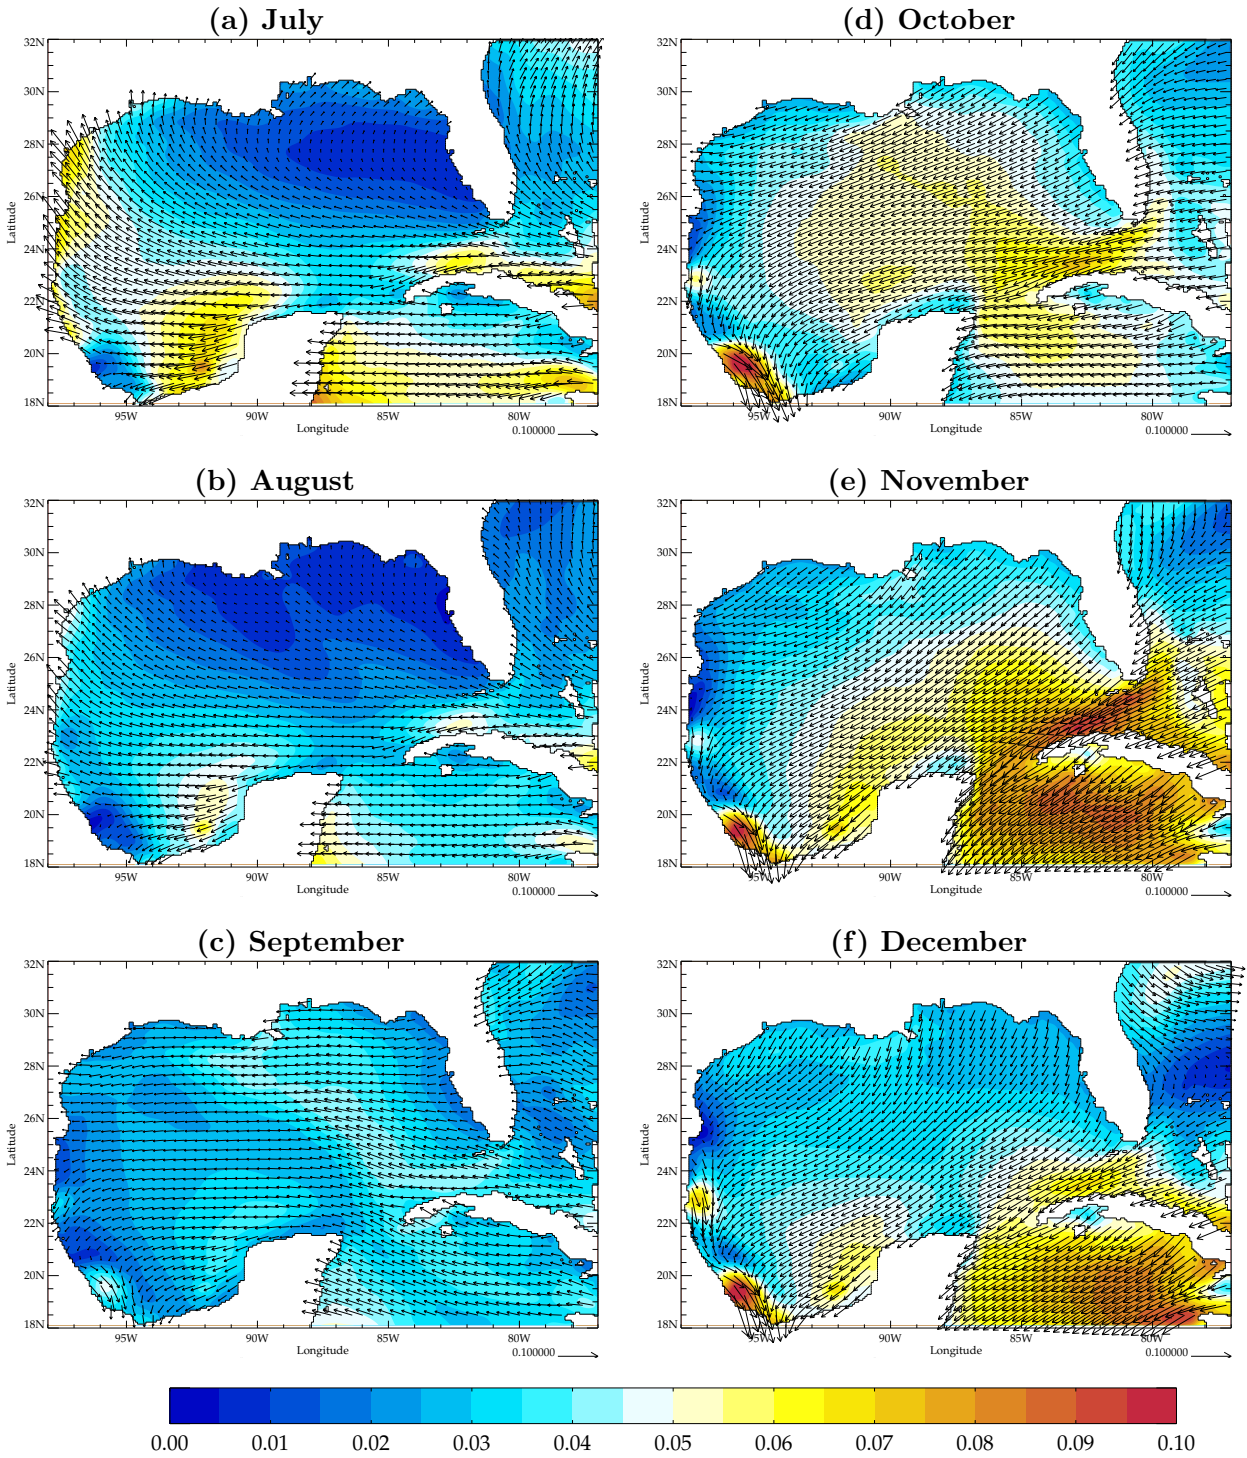 (a) July
(d) October
32N
30N
28N
26N
24N
22N
20N
18N
Latitude
95W
90W
85W
80W
Longitude
0.100000
32N
30N
28N
26N
24N
22N
20N
18N
Latitude
95W
90W
85W
80W
Longitude
0.100000
(b) August
(e) November
32N
30N
28N
26N
24N
22N
20N
18N
Latitude
95W
90W
85W
80W
Longitude
0.100000
32N
30N
28N
26N
24N
22N
20N
18N
Latitude
95W
90W
85W
80W
Longitude
0.100000
(c) September
(f) December
32N
30N
28N
26N
24N
22N
20N
18N
Latitude
95W
90W
85W
80W
Longitude
0.100000
32N
30N
28N
26N
24N
22N
20N
18N
Latitude
95W
90W
85W
80W
Longitude
0.100000
0.00 0.01 0.02 0.03 0.04 0.05 0.06 0.07 0.08 0.09 0.10